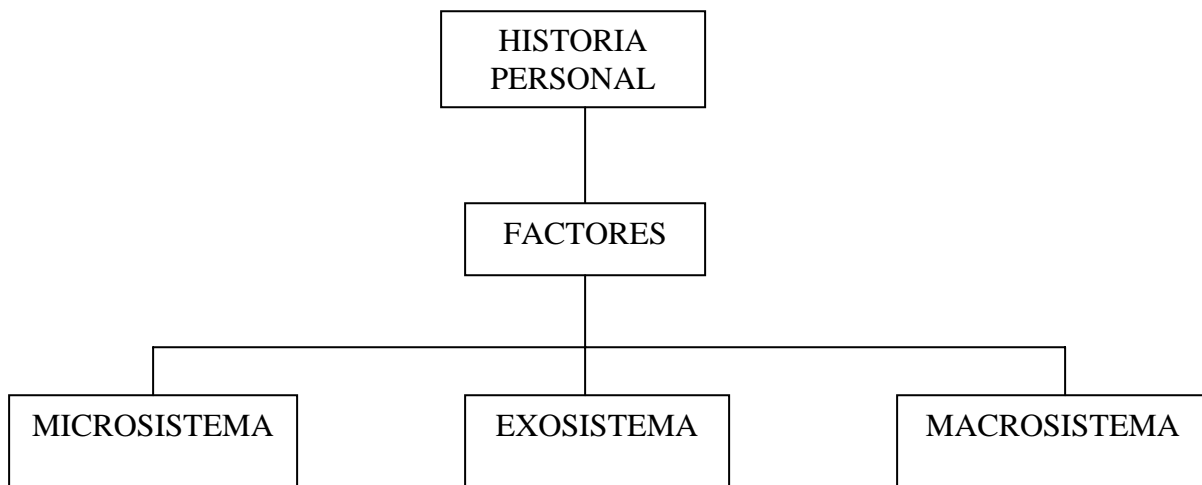 HISTORIA
PERSONAL
FACTORES
MICROSISTEMA
EXOSISTEMA
MACROSISTEMA